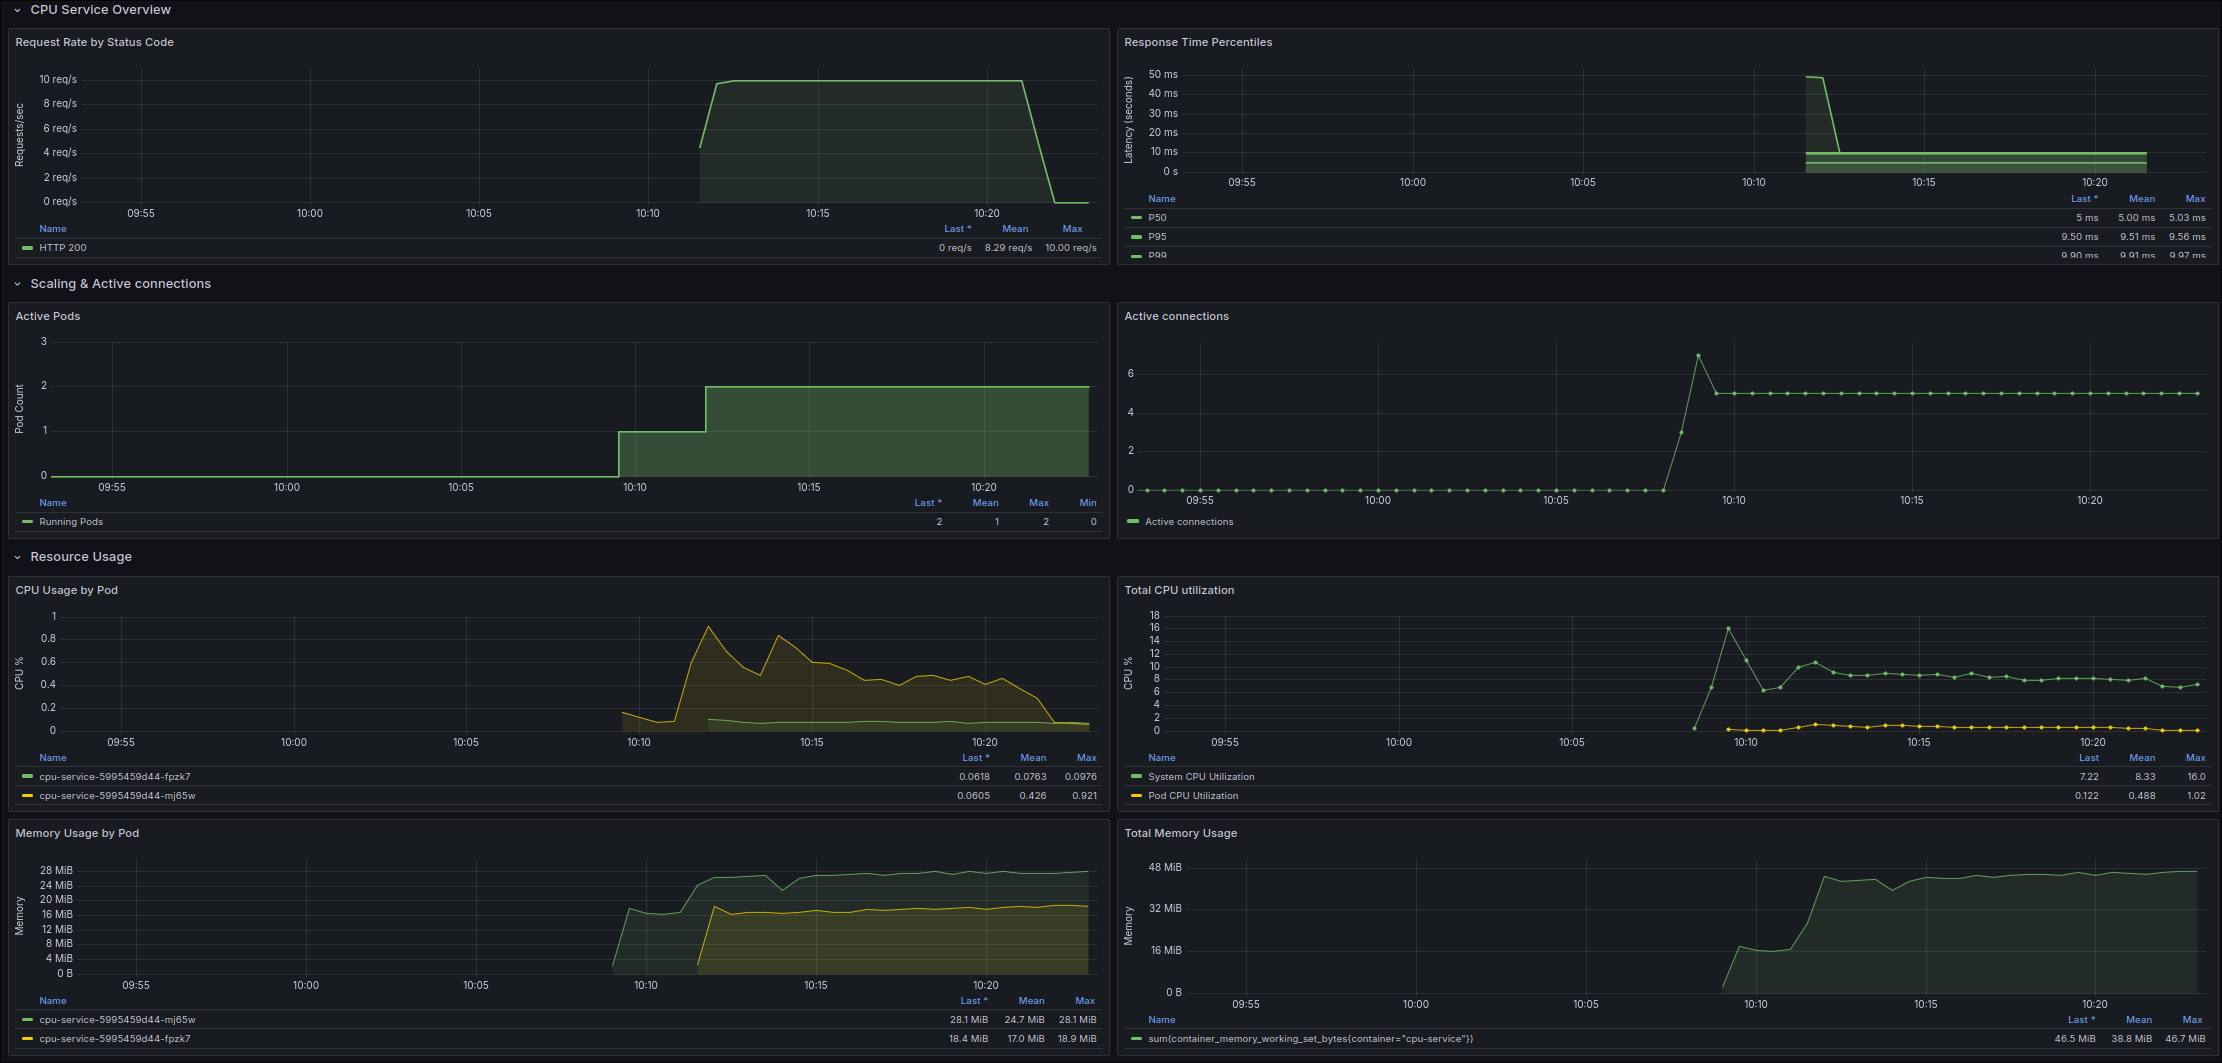 CPU Service Overview
Request Rate by Status Code
Requests/sec
10 req/s
8 req/s
6 req/s
4 req/s
2 req/s
0 req/s
09:55 10:00 10:05 10:10 10:15 10:20
Name Last * Mean Max
HTTP 200 0 req/s 8.29 req/s 10.00 req/s
Response Time Percentiles
Latency (seconds)
50 ms
40 ms
30 ms
20 ms
10 ms
0 s
09:55 10:00 10:05 10:10 10:15 10:20
Name Last * Mean Max
P50 5 ms 5.00 ms 5.03 ms
P95 9.50 ms 9.51 ms 9.56 ms
P99 9.90 ms 9.91 ms 9.97 ms
Scaling & Active connections
Active Pods
Pod Count
3
2
1
0
09:55 10:00 10:05 10:10 10:15 10:20
Name Last * Mean Max Min
Running Pods 2 1 2 0
Active connections
6
4
2
0
09:55 10:00 10:05 10:10 10:15 10:20
Active connections
Resource Usage
CPU Usage by Pod
CPU %
1
0.8
0.6
0.4
0.2
0
09:55 10:00 10:05 10:10 10:15 10:20
Name Last * Mean Max
cpu-service-5995459d44-fpzk7 0.0618 0.0763 0.0976
cpu-service-5995459d44-mj65w 0.0605 0.426 0.921
Total CPU utilization
CPU %
18
16
14
12
10
8
6
4
2
0
09:55 10:00 10:05 10:10 10:15 10:20
Name Last Mean Max
System CPU Utilization 7.22 8.33 16.0
Pod CPU Utilization 0.122 0.488 1.02
Memory Usage by Pod
Memory
28 MiB
24 MiB
20 MiB
16 MiB
12 MiB
8 MiB
4 MiB
0 B
09:55 10:00 10:05 10:10 10:15 10:20
Name Last * Mean Max
cpu-service-5995459d44-mj65w 28.1 MiB 24.7 MiB 28.1 MiB
cpu-service-5995459d44-fpzk7 18.4 MiB 17.0 MiB 18.9 MiB
Total Memory Usage
Memory
48 MiB
32 MiB
16 MiB
0 B
09:55 10:00 10:05 10:10 10:15 10:20
Name Last * Mean Max
sum(container_memory_working_set_bytes{container="cpu-service"}) 46.5 MiB 38.8 MiB 46.7 MiB